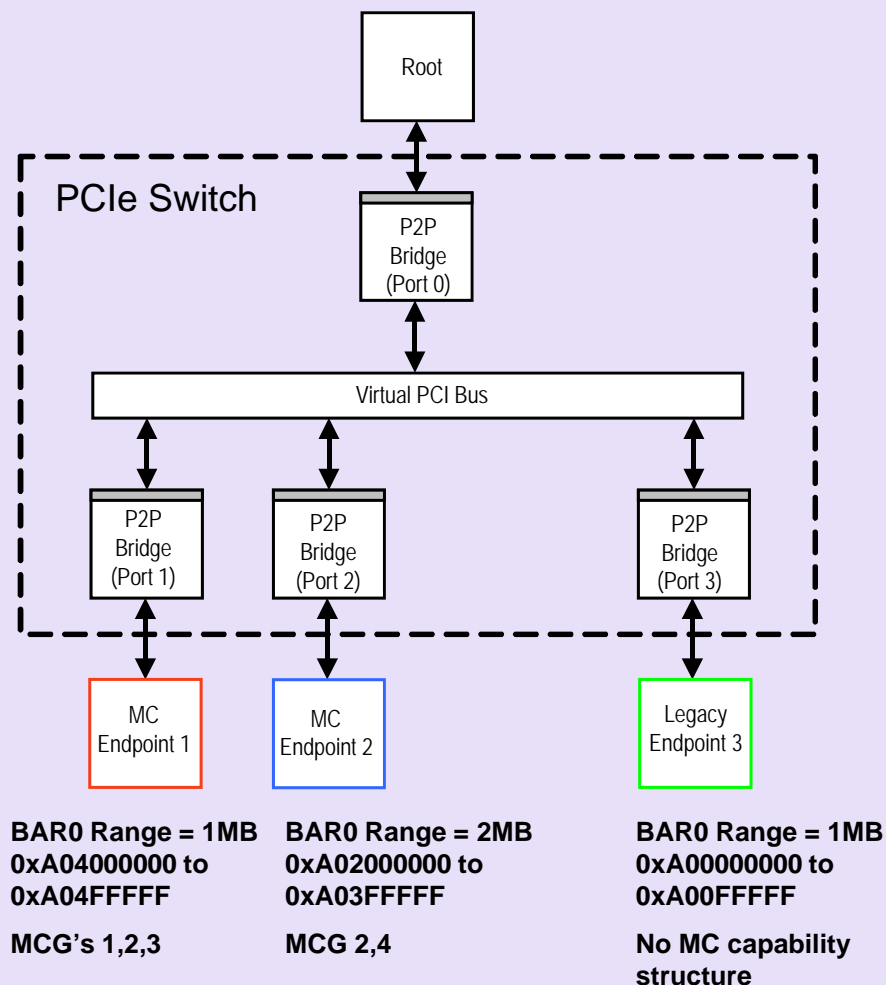 Root
PCIe Switch
P2P
Bridge
(Port 0)
Virtual PCI Bus
P2P
Bridge
(Port 1)
P2P
Bridge
(Port 2)
P2P
Bridge
(Port 3)
MC
Endpoint 1
MC
Endpoint 2
Legacy
Endpoint 3
BAR0 Range = 1MB
0xA04000000 to
0xA04FFFFF
MCG's 1,2,3
BAR0 Range = 2MB
0xA02000000 to
0xA03FFFFF
MCG 2,4
BAR0 Range = 1MB
0xA00000000 to
0xA00FFFFF
No MC capability
structure